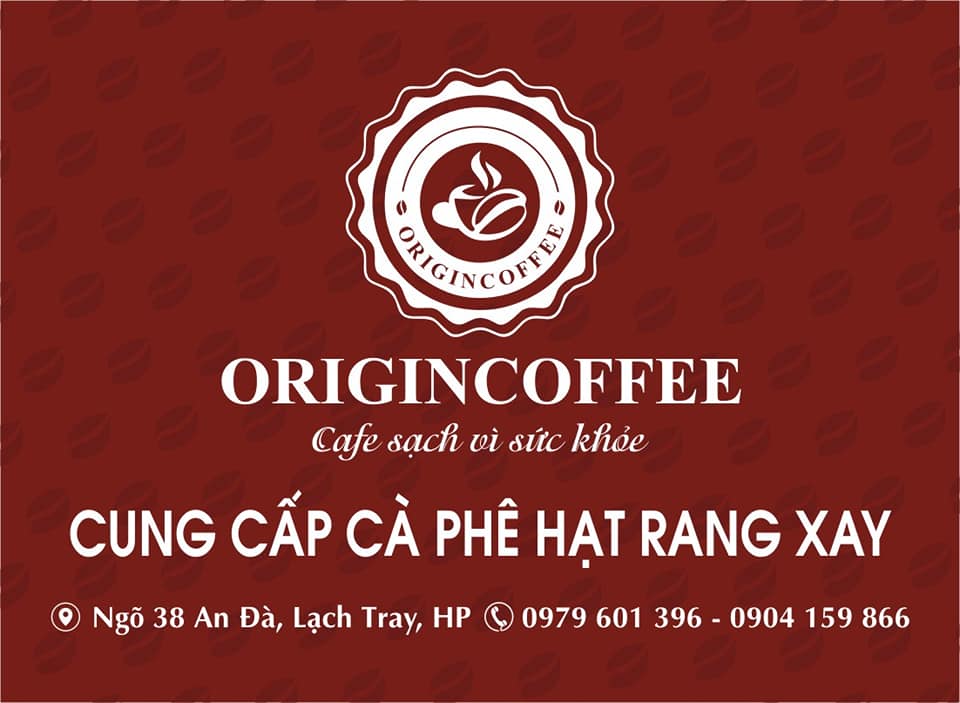 ORIGINCOFFEE
ORIGINCOFFEE
Cafe sạch vì sức khỏe
CUNG CẤP CÀ PHÊ HẠT RANG XAY
Ngõ 38 An Đà, Lạch Tray, HP 0979 601 396 - 0904 159 866